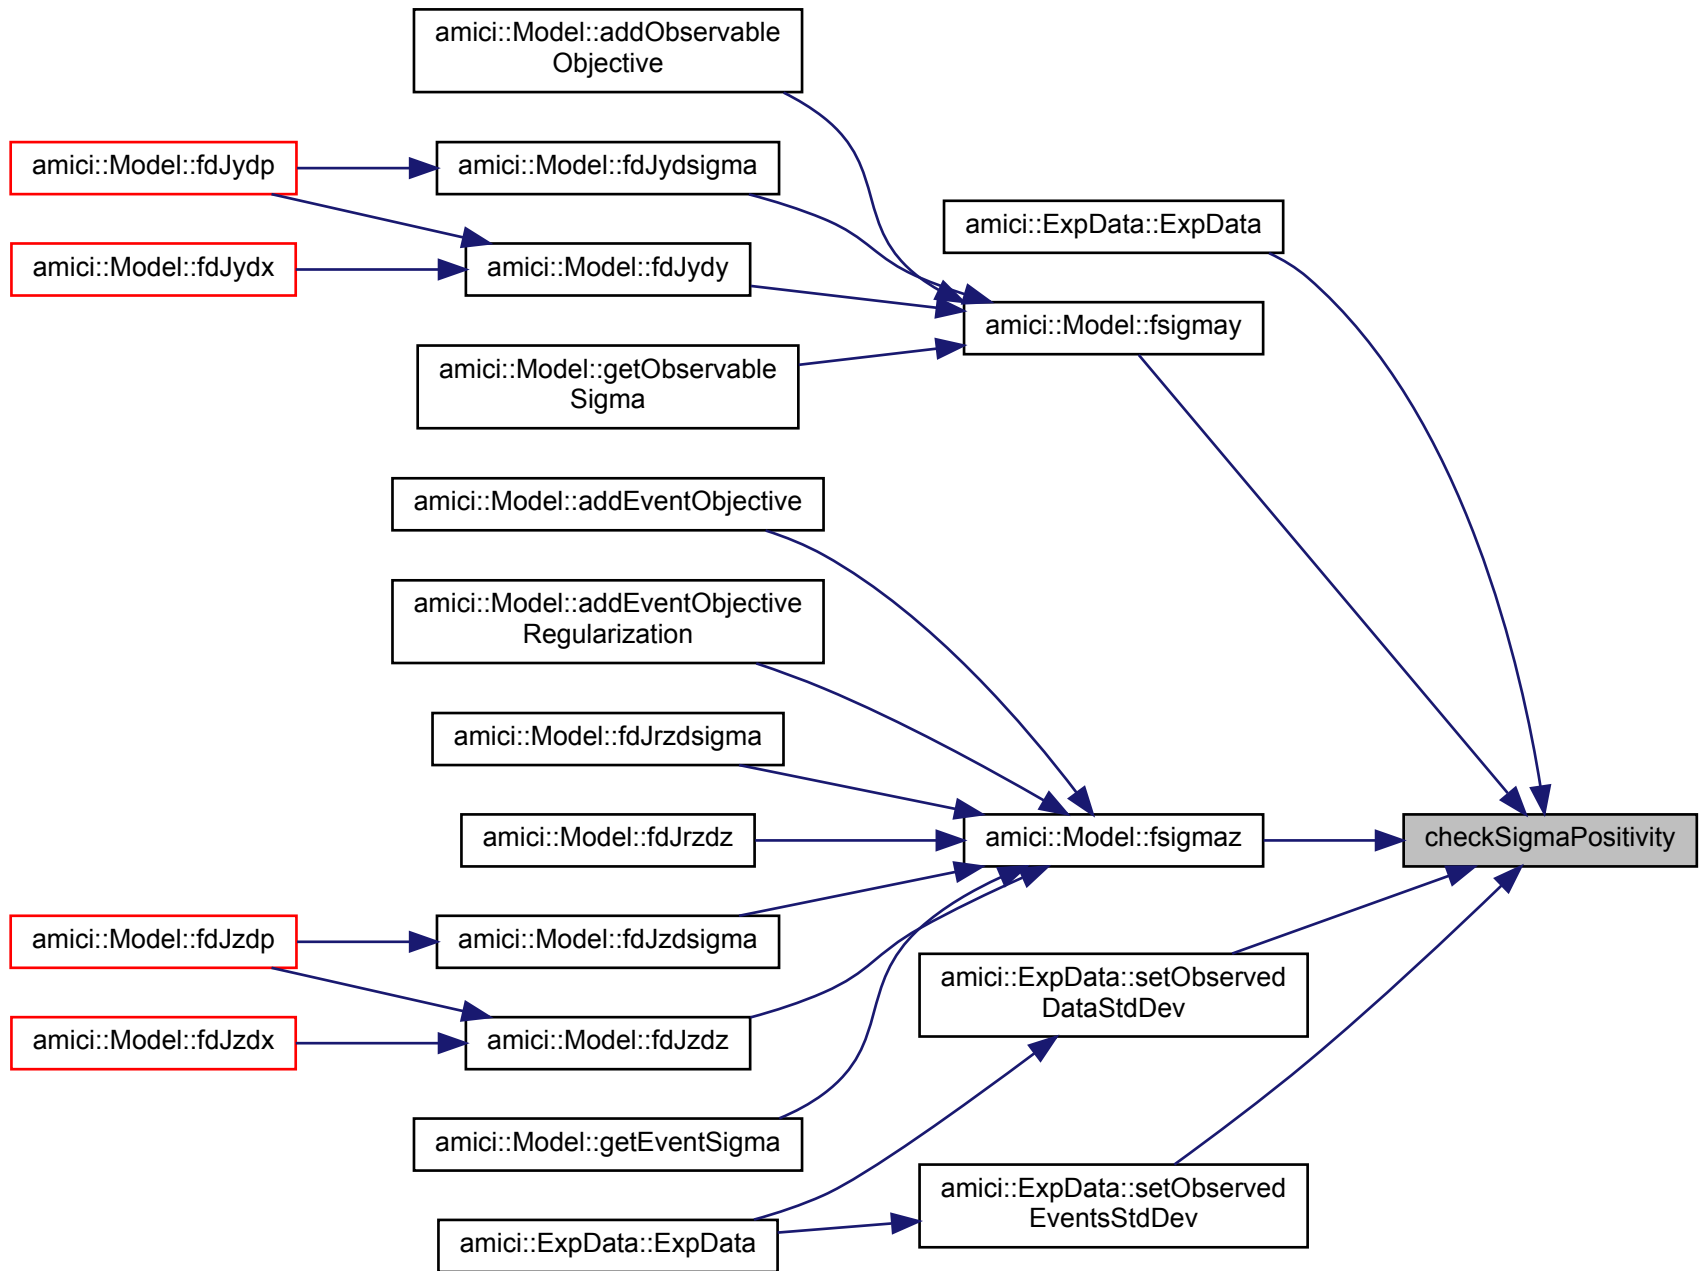 amici::Model::addObservable
Objective
amici::Model::fdJydp
amici::Model::fdJydsigma
amici::ExpData::ExpData
amici::Model::fdJydx
amici::Model::fdJydy
amici::Model::fsigmay
amici::Model::getObservable
Sigma
amici::Model::addEventObjective
amici::Model::addEventObjective
Regularization
amici::Model::fdJrzdsigma
amici::Model::fdJrzdz
amici::Model::fsigmaz
checkSigmaPositivity
amici::Model::fdJzdp
amici::Model::fdJzdsigma
amici::ExpData::setObserved
DataStdDev
amici::Model::fdJzdx
amici::Model::fdJzdz
amici::Model::getEventSigma
amici::ExpData::setObserved
EventsStdDev
amici::ExpData::ExpData